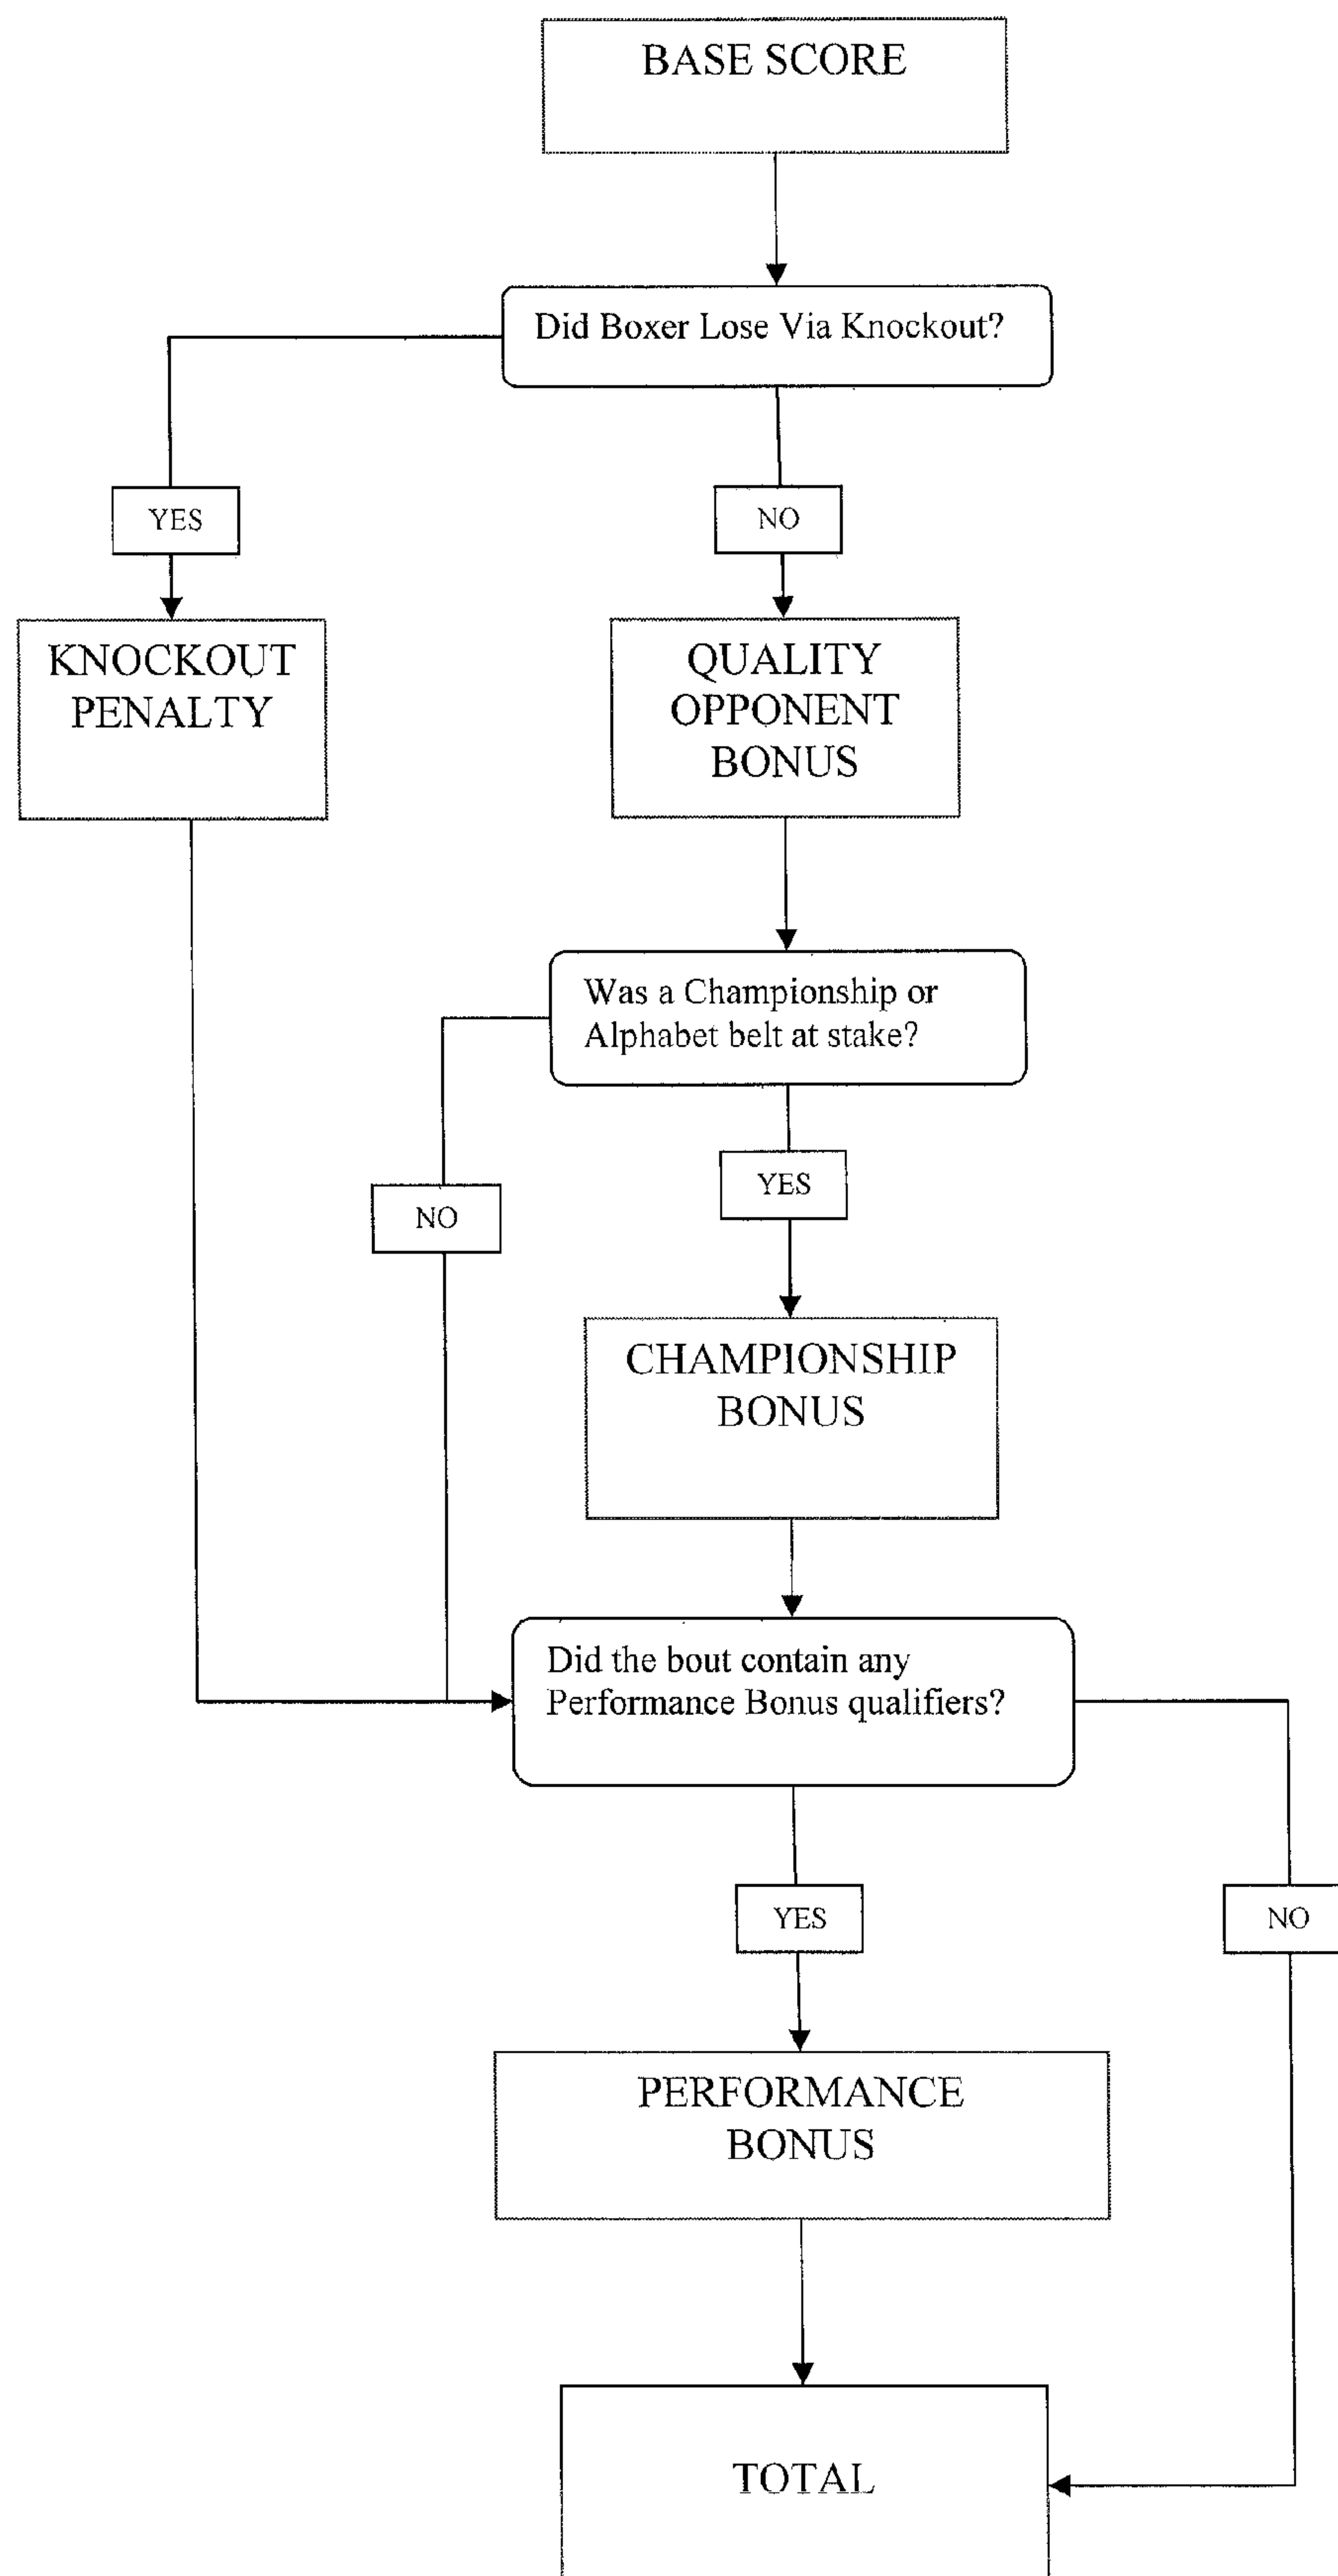 BASE SCORE
Did Boxer Lose Via Knockout?
YES
NO
KNOCKOUT
PENALTY
QUALITY
OPPONENT
BONUS
Was a Championship or
Alphabet belt at stake?
YES
NO
CHAMPIONSHIP
BONUS
Did the bout contain any
Performance Bonus qualifiers?
YES
NO
PERFORMANCE
BONUS
TOTAL